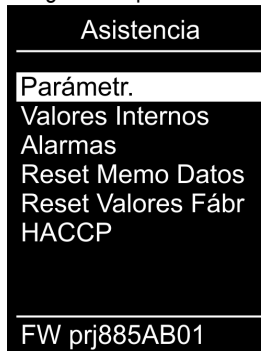 Asistencia
Parámetr.
Valores Internos
Alarmas
Reset Memo Datos
Reset Valores Fábr
HACCP
FW prj885AB01